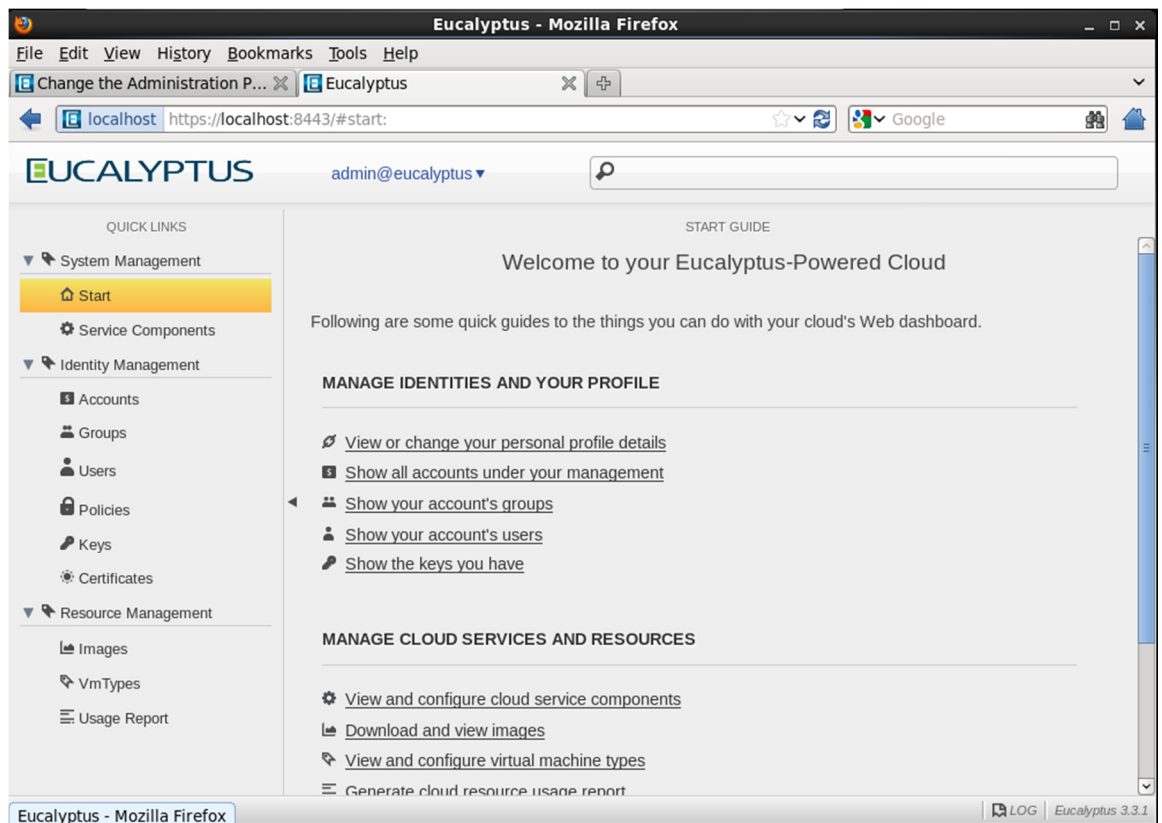 Eucalyptus - Mozilla Firefox
File Edit View History Bookmarks Tools Help
Change the Administration P... Eucalyptus
localhost https://localhost:8443/#start: Google
EUCALYPTUS admin@eucalyptus
QUICK LINKS
System Management
Start
Service Components
Identity Management
Accounts
Groups
Users
Policies
Keys
Certificates
Resource Management
Images
VmTypes
Usage Report
START GUIDE
Welcome to your Eucalyptus-Powered Cloud
Following are some quick guides to the things you can do with your cloud's Web dashboard.
MANAGE IDENTITIES AND YOUR PROFILE
View or change your personal profile details
Show all accounts under your management
Show your account's groups
Show your account's users
Show the keys you have
MANAGE CLOUD SERVICES AND RESOURCES
View and configure cloud service components
Download and view images
View and configure virtual machine types
Generate cloud resource usage report
LOG Eucalyptus 3.3.1
Eucalyptus - Mozilla Firefox